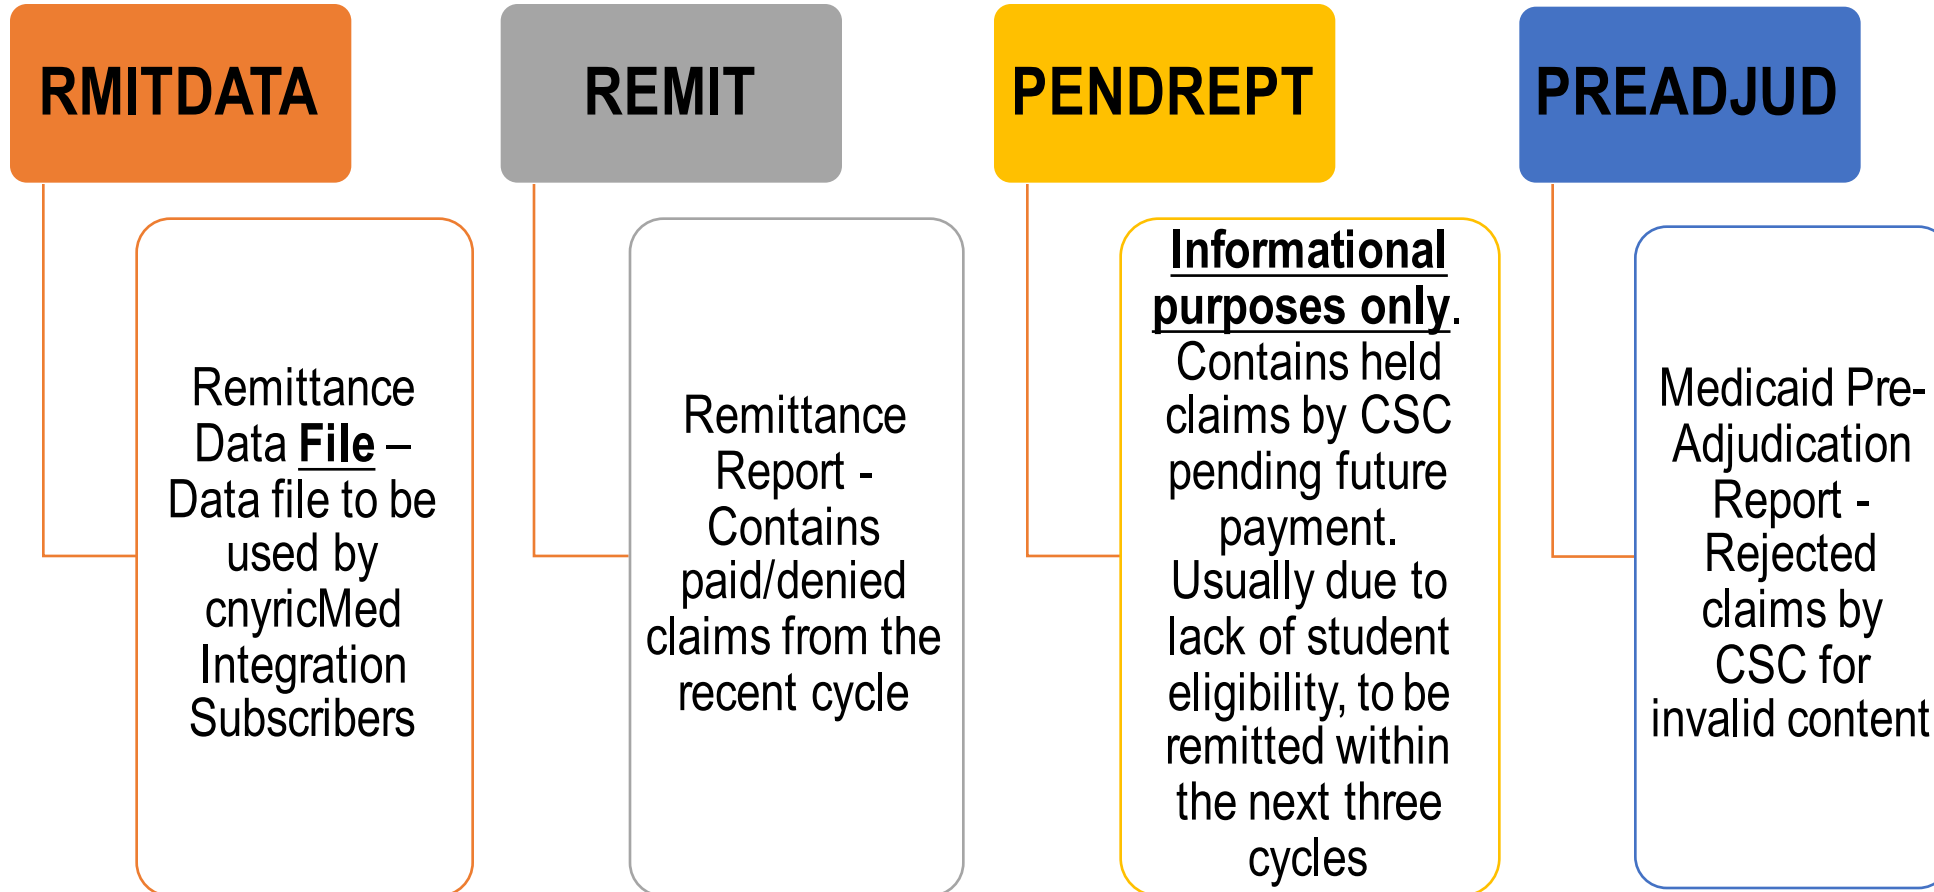 RMITDATA
Remittance
Data File –
Data file to be
used by
cnyricMed
Integration
Subscribers
REMIT
Remittance
Report -
Contains
paid/denied
claims from the
recent cycle
PENDREPT
Informational
purposes only.
Contains held
claims by CSC
pending future
payment.
Usually due to
lack of student
eligibility, to be
remitted within
the next three
cycles
PREADJUD
Medicaid Pre-
Adjudication
Report -
Rejected
claims by
CSC for
invalid content